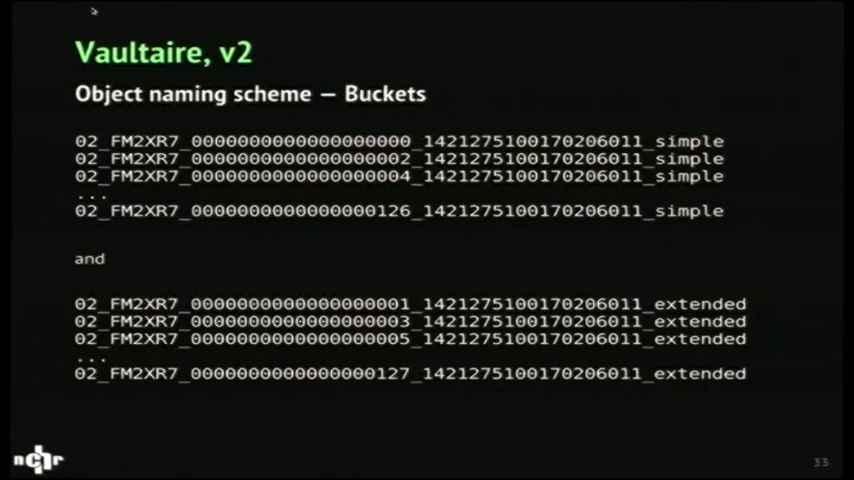 Vaultaire, v2
Object naming scheme — Buckets
02_FM2XR7_0000000000000000000_1421275100170206011_simple
02_FM2XR7_0000000000000000002_1421275100170206011_simple
02_FM2XR7_0000000000000000004_1421275100170206011_simple
...
02_FM2XR7_0000000000000000126_1421275100170206011_simple
and
02_FM2XR7_0000000000000000001_1421275100170206011_extended
02_FM2XR7_0000000000000000003_1421275100170206011_extended
02_FM2XR7_0000000000000000005_1421275100170206011_extended
...
02_FM2XR7_0000000000000000127_1421275100170206011_extended
33